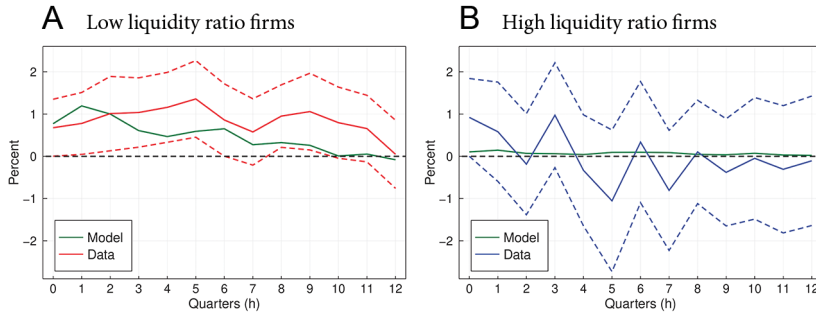 A Low liquidity ratio firms
Percent
2
1
0
−1
−2
Model
Data
0 1 2 3 4 5 6 7 8 9 10 11 12
Quarters (h)
B High liquidity ratio firms
Percent
2
1
0
−1
−2
Model
Data
0 1 2 3 4 5 6 7 8 9 10 11 12
Quarters (h)